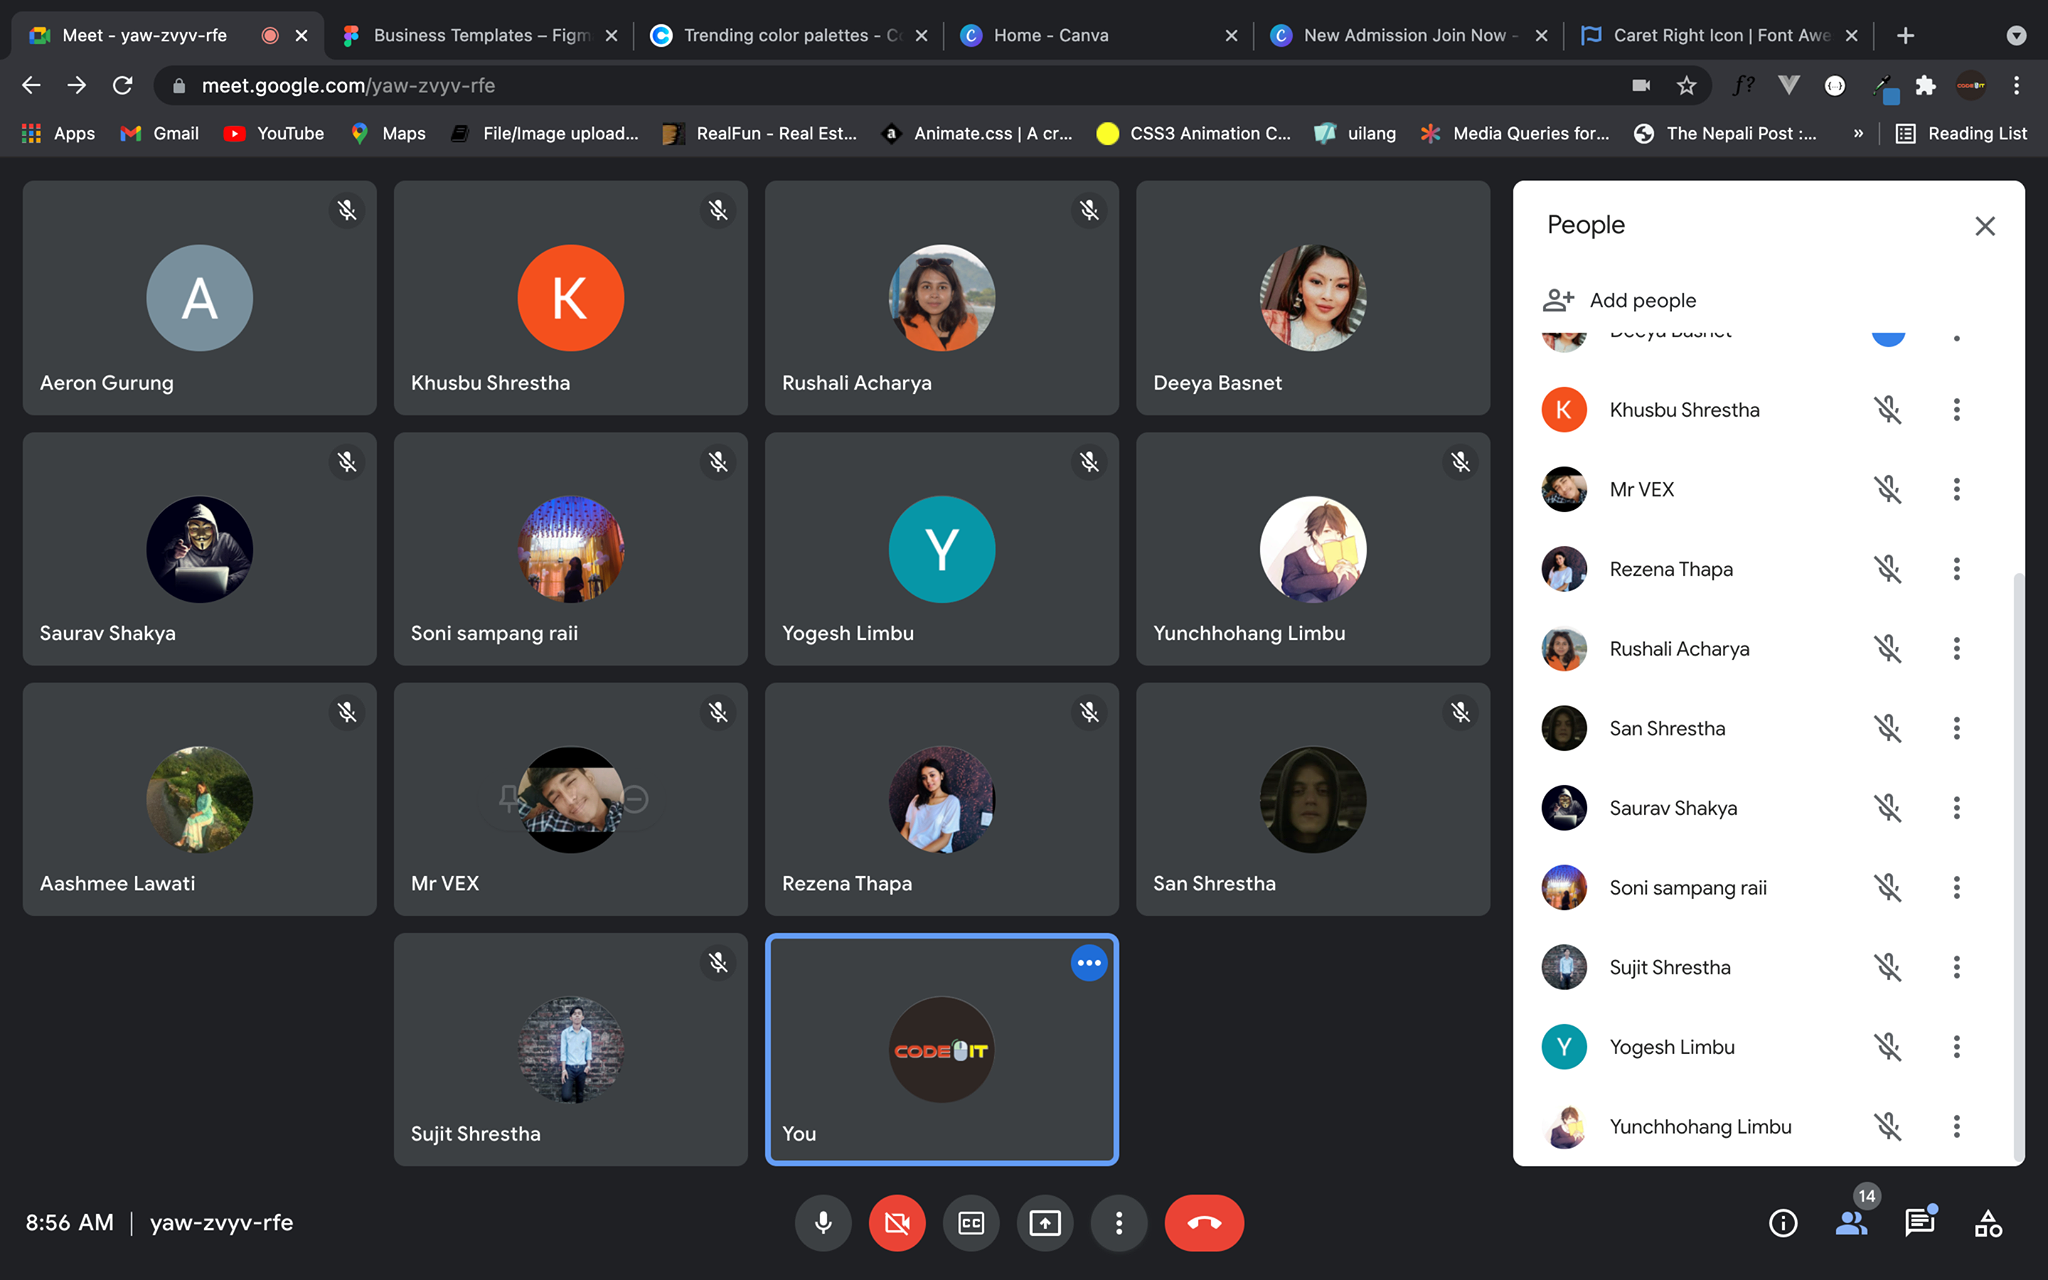 Meet - yaw-zvyv-rfe
Business Templates – Figm
Trending color palettes - C
Home - Canva
New Admission Join Now -
Caret Right Icon | Font Awe
meet.google.com/yaw-zvyv-rfe
f?
Apps
Gmail
YouTube
Maps
File/Image upload...
RealFun - Real Est...
a
Animate.css | A cr...
CSS3 Animation C...
uilang
Media Queries for...
The Nepali Post :...
»
Reading List
A
Aeron Gurung
K
Khusbu Shrestha
Rushali Acharya
Deeya Basnet
Saurav Shakya
Soni sampang raii
Y
Yogesh Limbu
Yunchhohang Limbu
Aashmee Lawati
Mr VEX
Rezena Thapa
San Shrestha
Sujit Shrestha
CODE IT
You
People
Add people
Deeya Basnet
K
Khusbu Shrestha
Mr VEX
Rezena Thapa
Rushali Acharya
San Shrestha
Saurav Shakya
Soni sampang raii
Sujit Shrestha
Y
Yogesh Limbu
Yunchhohang Limbu
8:56 AM | yaw-zvyv-rfe
CC
14